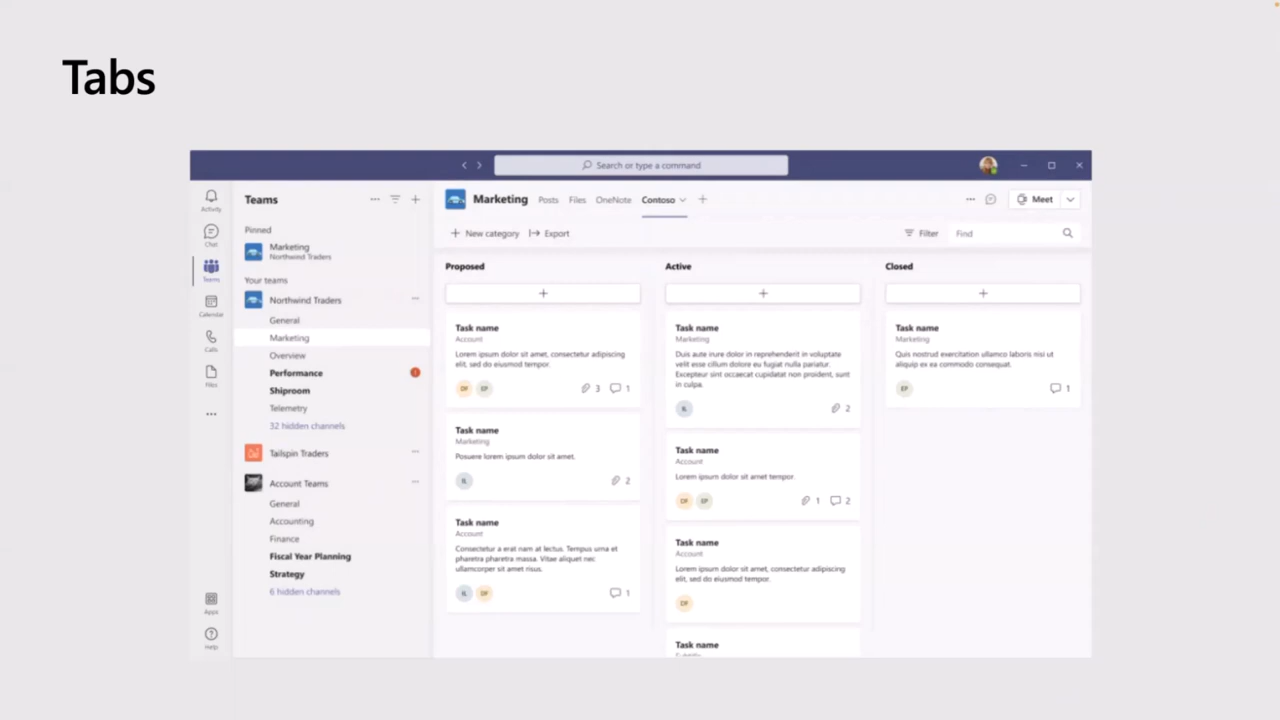 Tabs
Search or type a command
Activity
Chat
Teams
Calendar
Calls
Files
Apps
Help
Teams
Pinned
Marketing
Northwind Traders
Your teams
Northwind Traders
General
Marketing
Overview
Performance
Shiproom
Telemetry
32 hidden channels
Tailspin Traders
Account Teams
General
Accounting
Finance
Fiscal Year Planning
Strategy
6 hidden channels
Marketing Posts Files OneNote Contoso
Meet
New category Export
Filter Find
Proposed
Task name
Account
Lorem ipsum dolor sit amet, consectetur adipiscing
elit, sed do eiusmod tempor.
DF EP 3 1
Task name
Marketing
Posuere lorem ipsum dolor sit amet.
IL 2
Task name
Account
Consectetur a erat nam at lectus. Tempus urna et
pharetra pharetra massa. Vitae aliquet nec
ullamcorper sit amet risus.
IL DF 1
Active
Task name
Marketing
Duis aute irure dolor in reprehenderit in voluptate
velit esse cillum dolore eu fugiat nulla pariatur.
Excepteur sint occaecat cupidatat non proident, sunt
in culpa.
IL 2
Task name
Account
Lorem ipsum dolor sit amet tempor.
DF EP 1 2
Task name
Account
Lorem ipsum dolor sit amet, consectetur adipiscing
elit, sed do eiusmod tempor.
DF
Task name
Closed
Task name
Marketing
Quis nostrud exercitation ullamco laboris nisi ut
aliquip ex ea commodo consequat.
EP 1